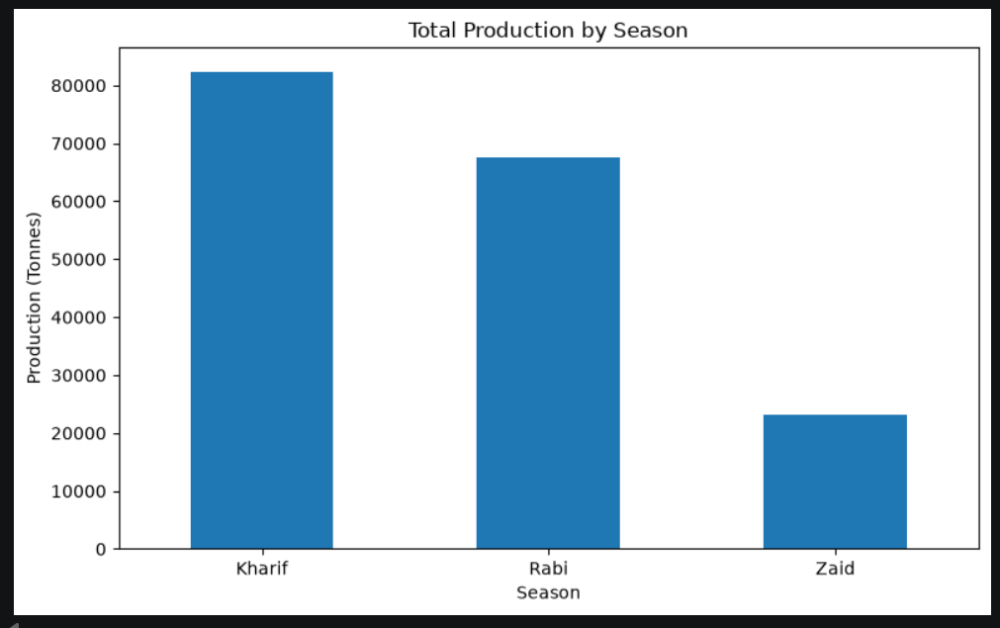 Total Production by Season
Production (Tonnes)
80000
70000
60000
50000
40000
30000
20000
10000
0
Kharif
Rabi
Zaid
Season